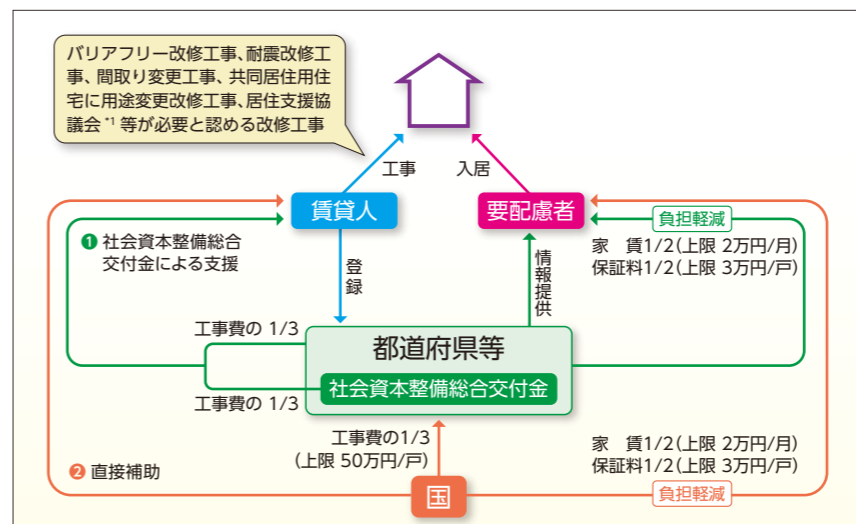 バリアフリー改修工事、耐震改修工
事、間取り変更工事、共同居住用住
宅に用途変更改修工事、居住支援協
議会*1 等が必要と認める改修工事
工事
入居
賃貸人
要配慮者
負担軽減
❶ 社会資本整備総合
交付金による支援
登録
情報提供
家　賃1/2(上限 2万円/月)
保証料1/2(上限 3万円/戸)
工事費の 1/3
都道府県等
社会資本整備総合交付金
工事費の 1/3
工事費の1/3
(上限 50万円/戸)
家　賃1/2(上限 2万円/月)
保証料1/2(上限 3万円/戸)
❷ 直接補助
国
負担軽減